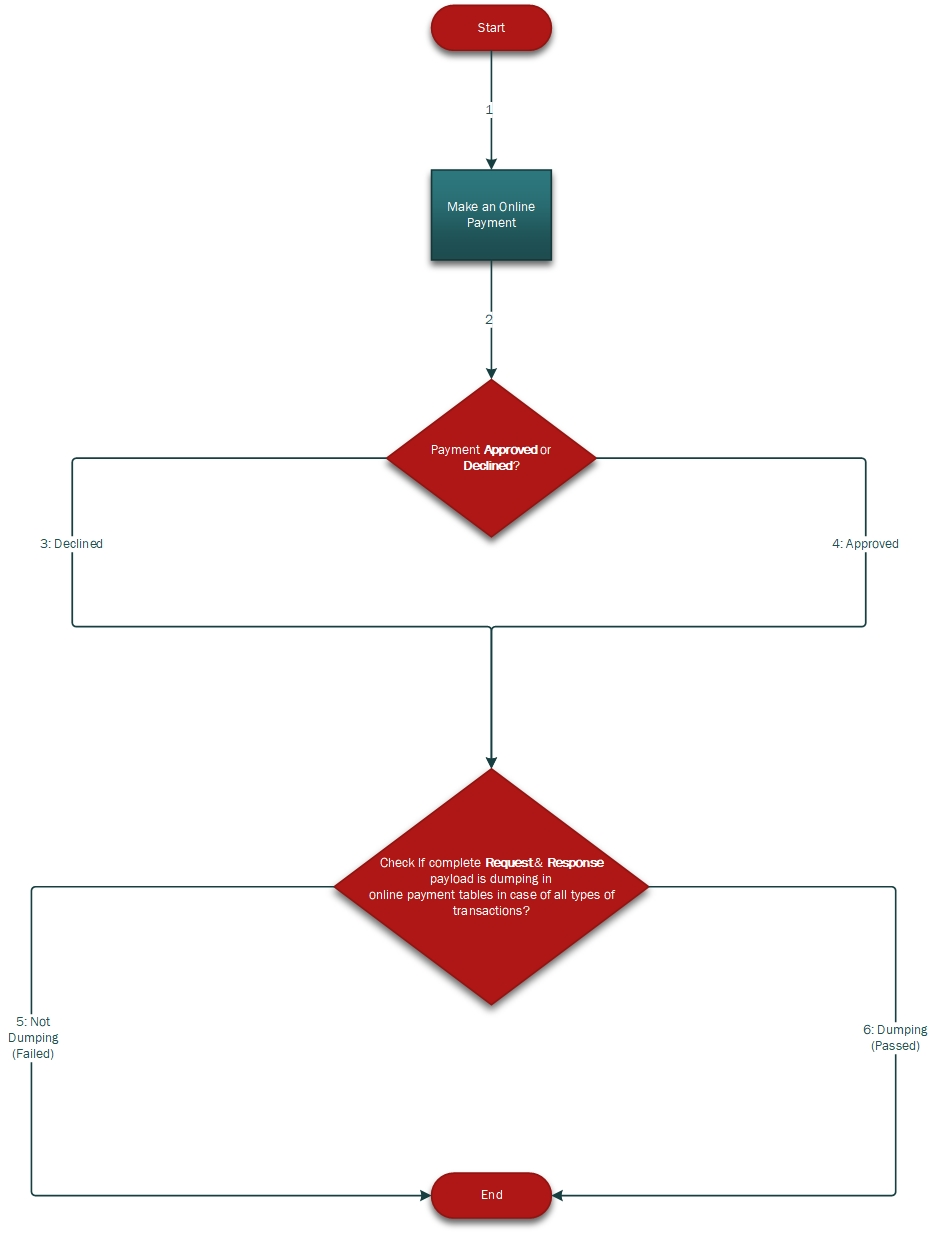 Start
1
Make an Online
Payment
2
Payment Approved or
Declined?
3: Declined
4: Approved
Check If complete Request & Response
payload is dumping in
online payment tables in case of all types of
transactions?
5: Not
Dumping
(Failed)
6: Dumping
(Passed)
End